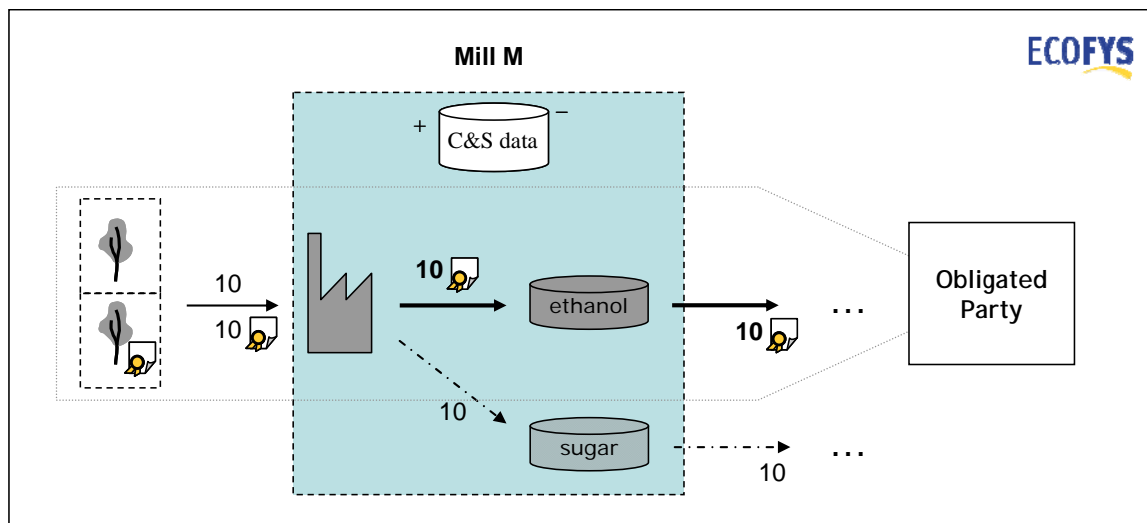 Mill M
ECOFYS
+
–
C&S data
10
10
10
ethanol
10
...
Obligated
Party
10
sugar
10
...